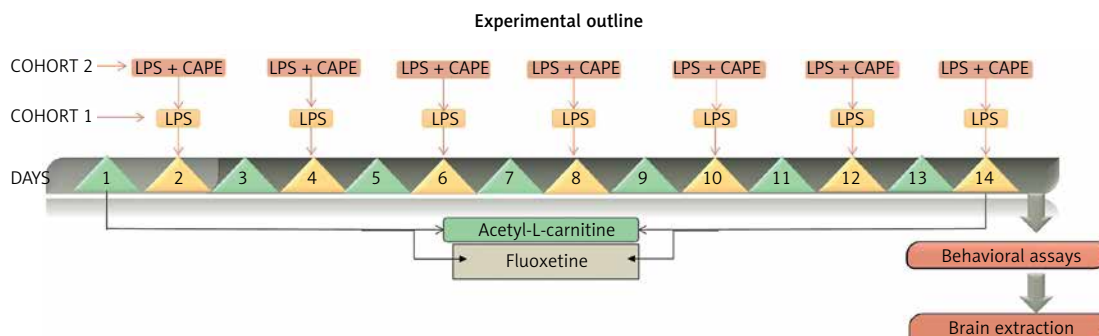 Experimental outline
COHORT 2 LPS + CAPE LPS + CAPE LPS + CAPE LPS + CAPE LPS + CAPE LPS + CAPE LPS + CAPE
COHORT 1 LPS LPS LPS LPS LPS LPS LPS
DAYS 1 2 3 4 5 6 7 8 9 10 11 12 13 14
Acetyl-L-carnitine
Fluoxetine
Behavioral assays
Brain extraction